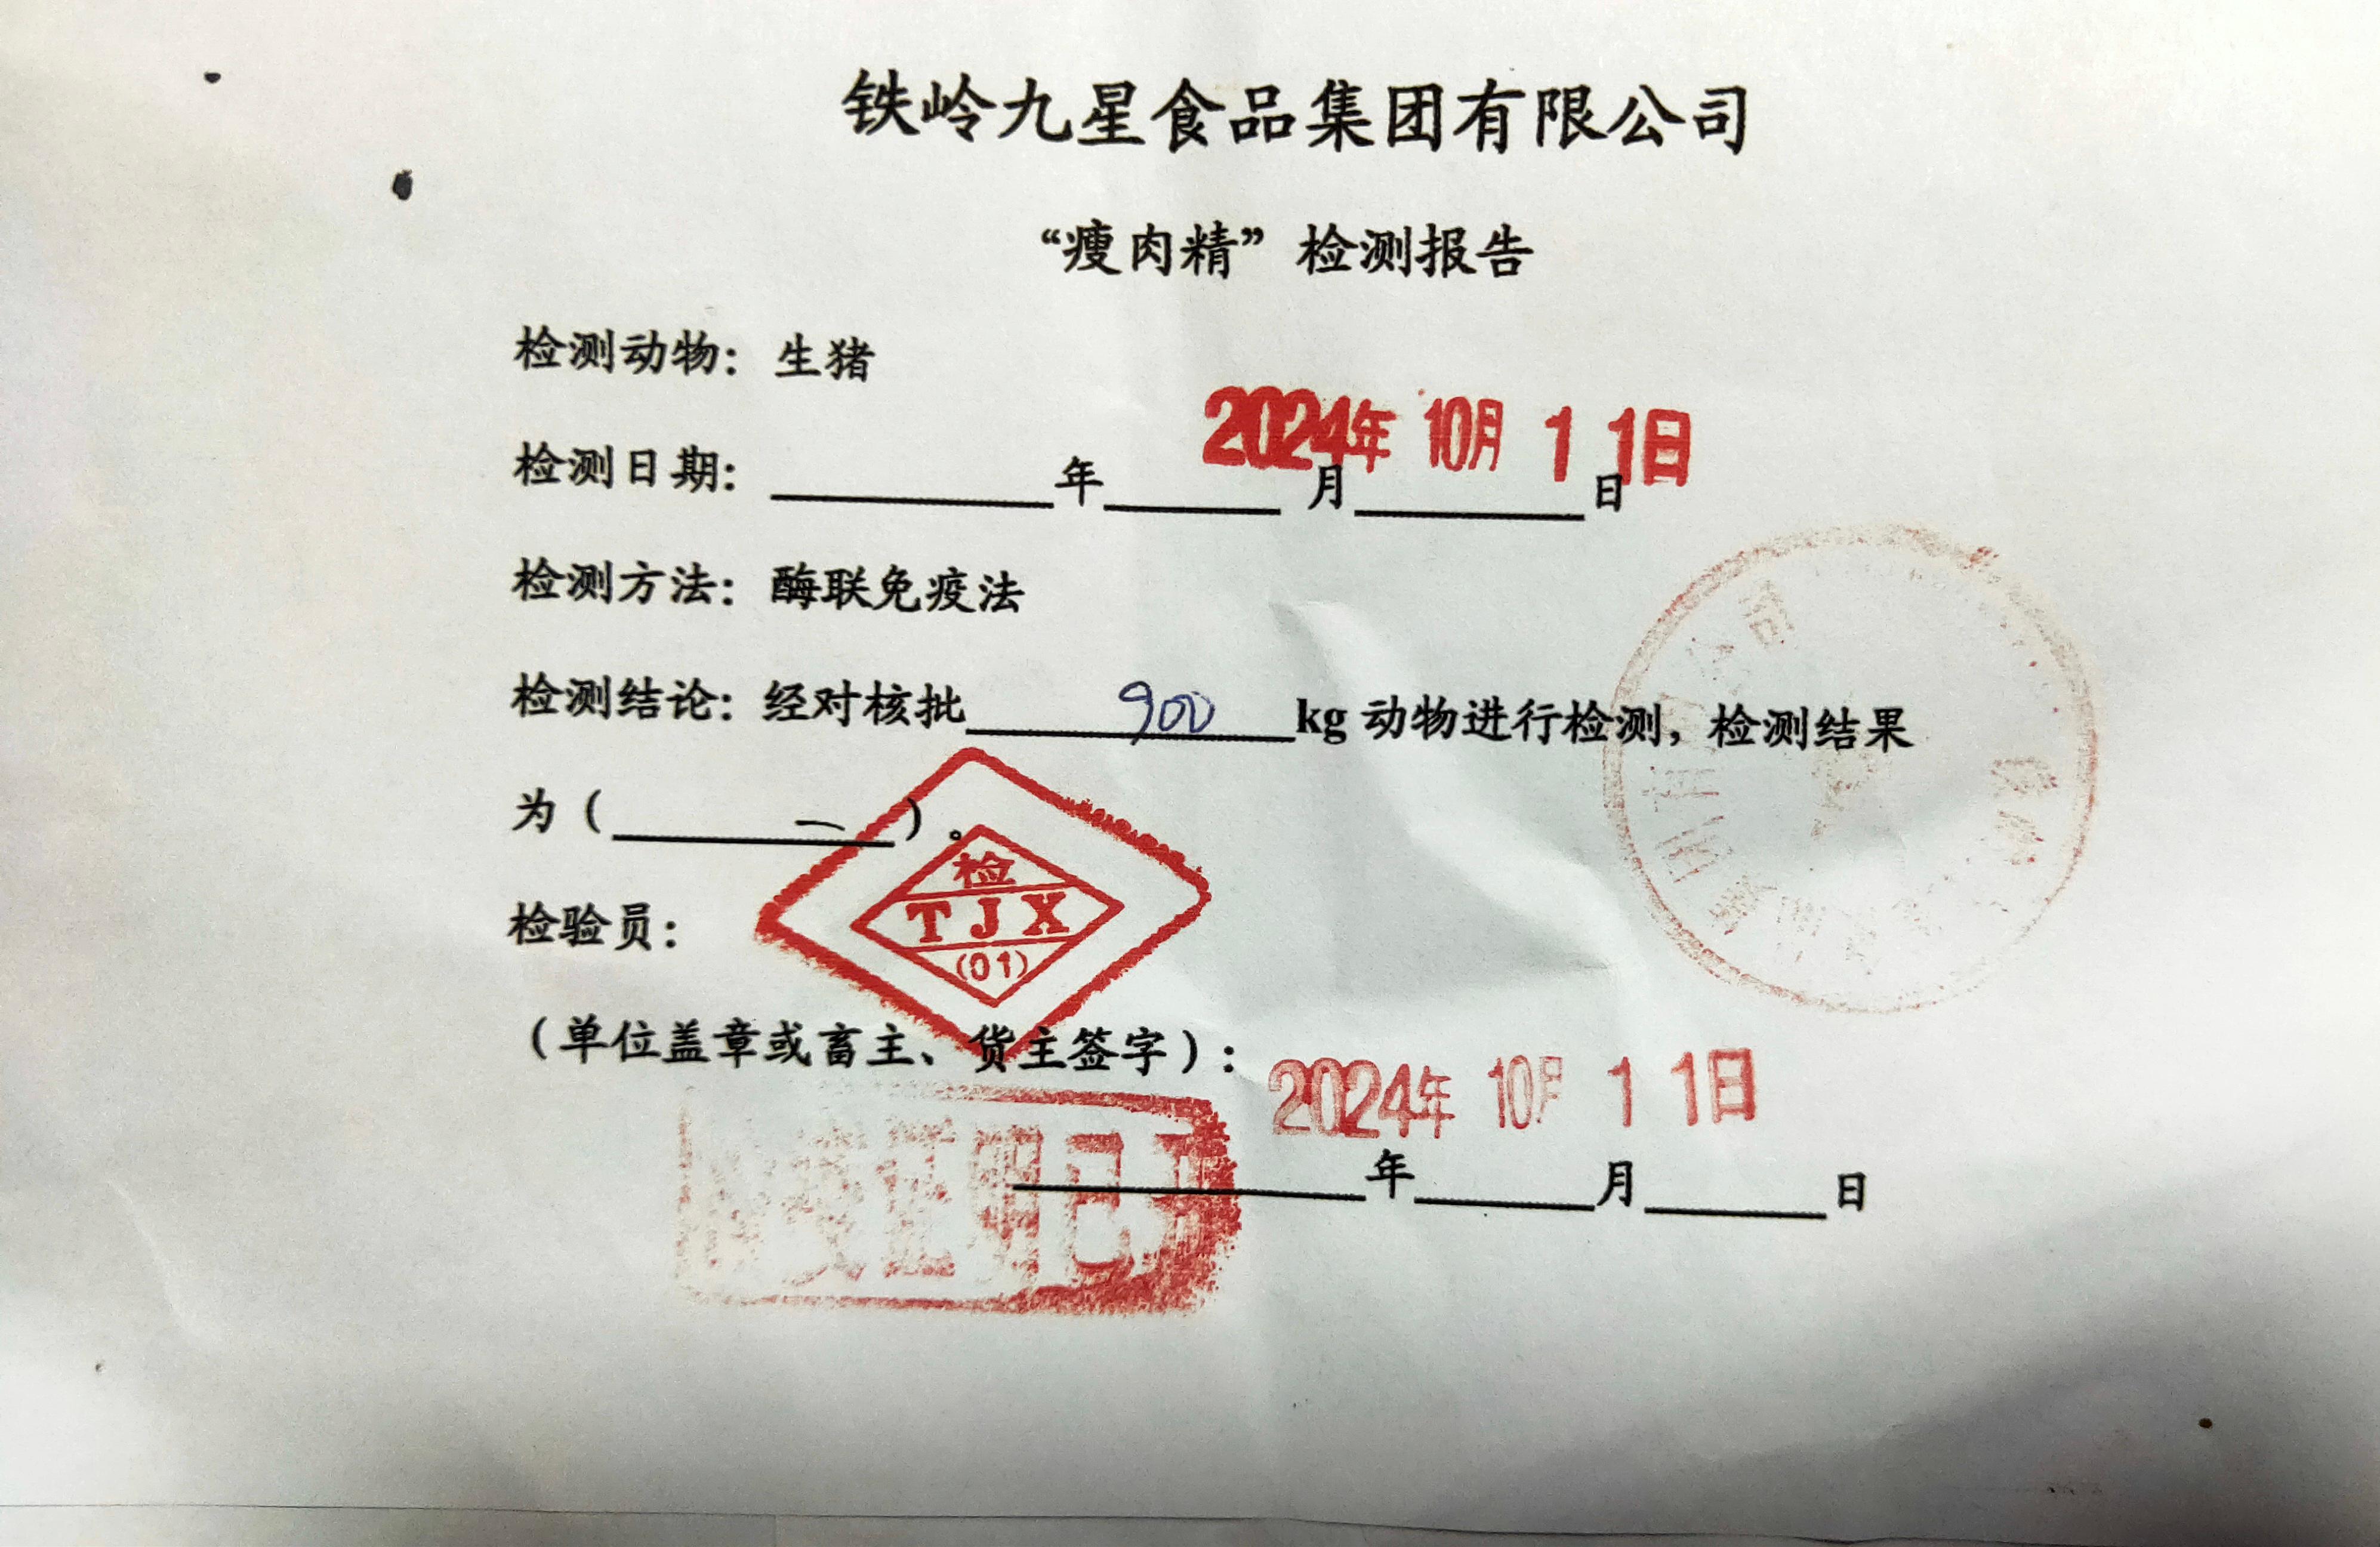 铁岭九星食品集团有限公司
“瘦肉精”检测报告
检测动物：生猪
2024年 10月 11日
检测日期：年 月 日
检测方法：酶联免疫法
检测结论：经对核批 900 kg 动物进行检测，检测结果
为（ 一 ）。
检
TJX
(01)
检验员：
（单位盖章或畜主、货主签字）：
2024年 10月 11日
年 月 日